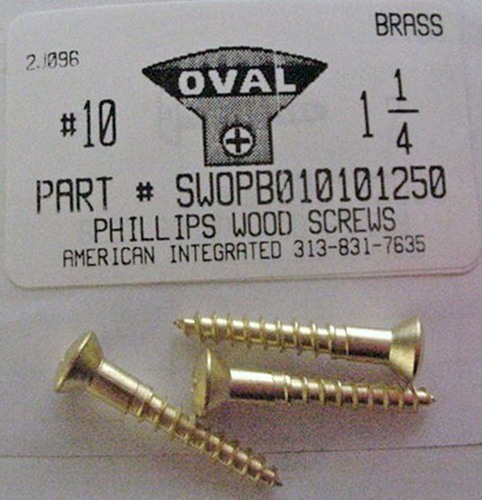 BRASS
2J096
OVAL
#10
1 1/4
PART # SWOPB010101250
PHILLIPS WOOD SCREWS
AMERICAN INTEGRATED 313-831-7635